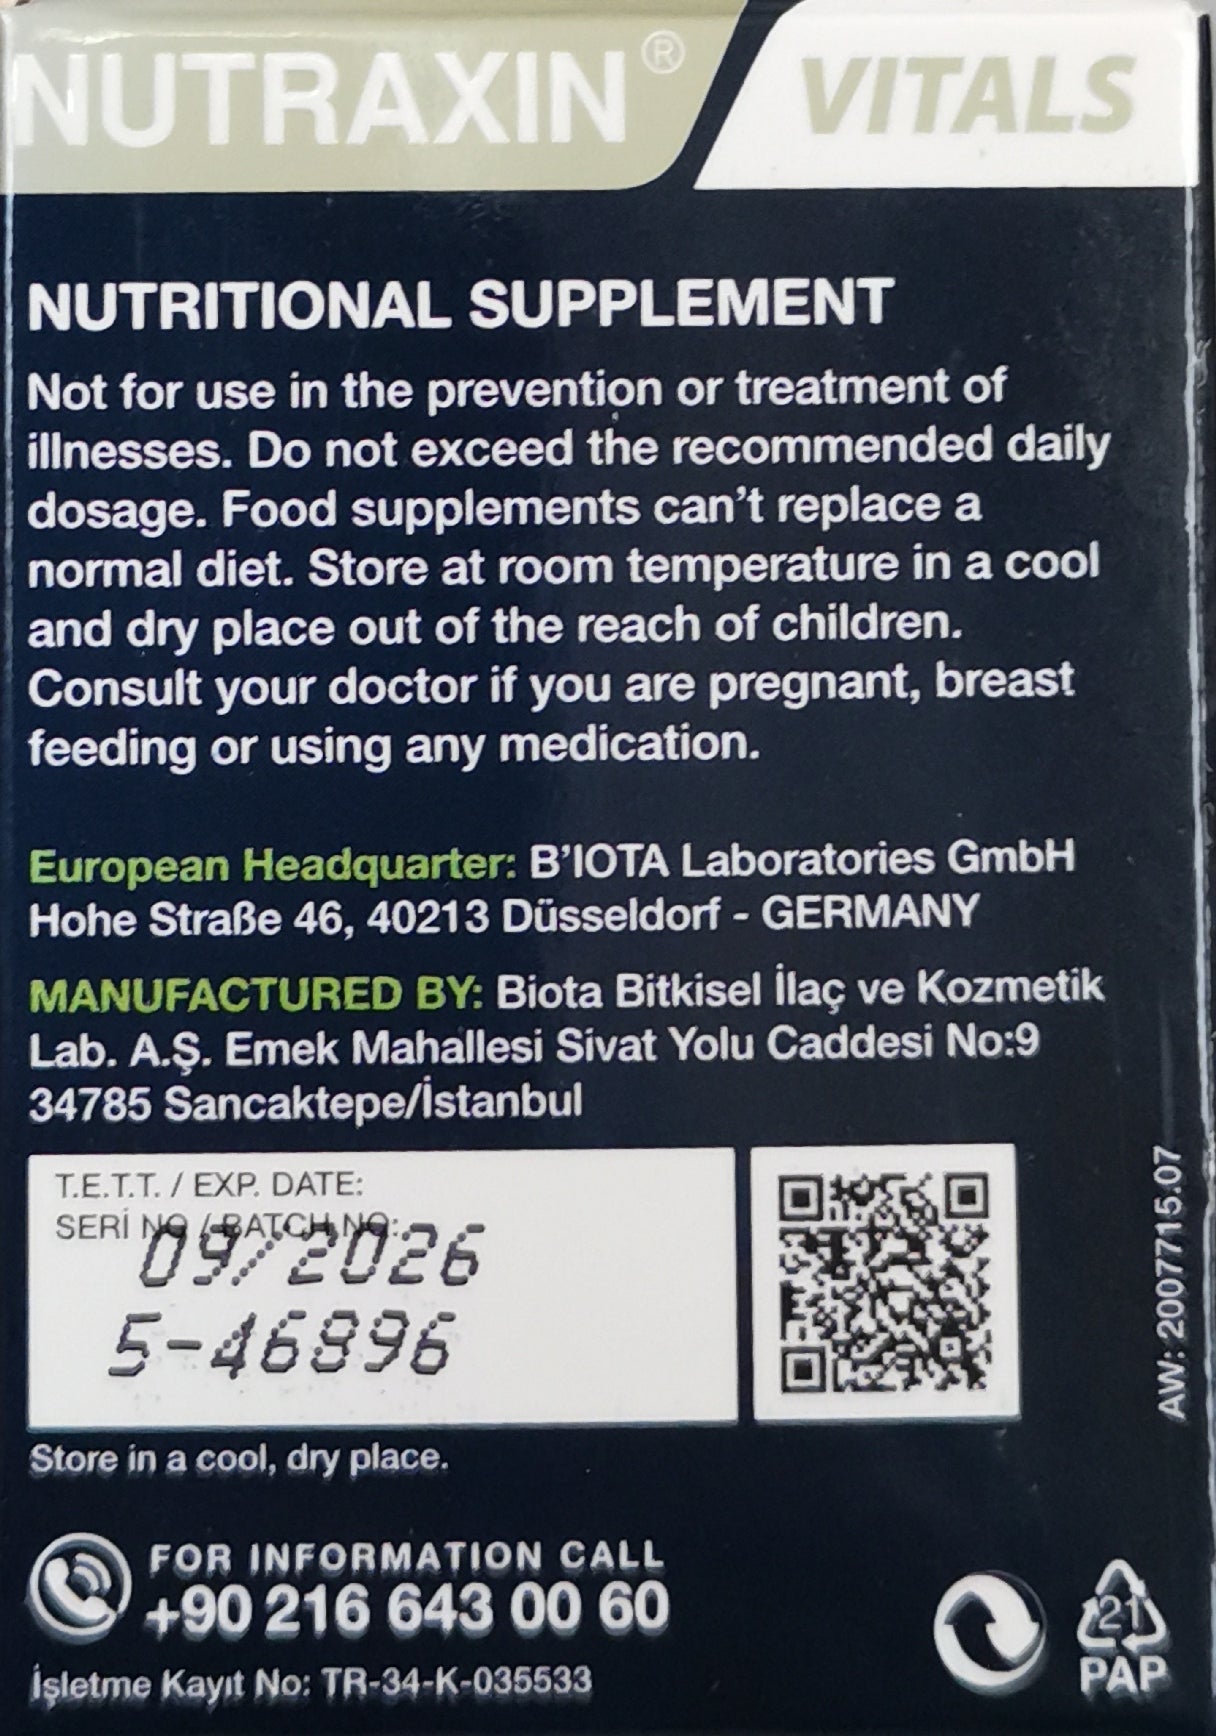 NUTRAXIN® VITALS
NUTRITIONAL SUPPLEMENT
Not for use in the prevention or treatment of
illnesses. Do not exceed the recommended daily
dosage. Food supplements can't replace a
normal diet. Store at room temperature in a cool
and dry place out of the reach of children.
Consult your doctor if you are pregnant, breast
feeding or using any medication.
European Headquarter: B'IOTA Laboratories GmbH
Hohe Straße 46, 40213 Düsseldorf - GERMANY
MANUFACTURED BY: Biota Bitkisel İlaç ve Kozmetik
Lab. A.Ş. Emek Mahallesi Sivat Yolu Caddesi No:9
34785 Sancaktepe/İstanbul
T.E.T.T. / EXP. DATE:
SERİ NO / BATCH NO:
09/2026
5-46896
AW: 20077115.07
Store in a cool, dry place.
FOR INFORMATION CALL
+90 216 643 00 60
İşletme Kayıt No: TR-34-K-035533
21
PAP